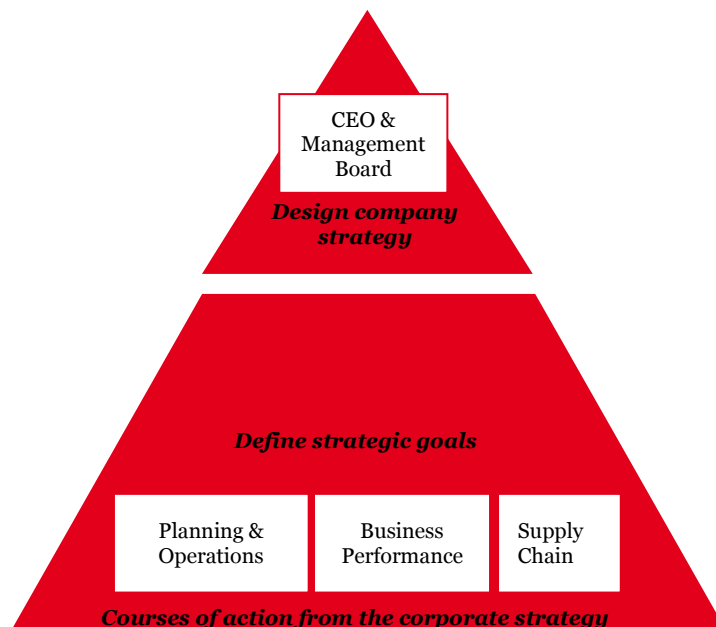 CEO &
Management
Board
Design company
strategy
Define strategic goals
Planning &
Operations
Business
Performance
Supply
Chain
Courses of action from the corporate strategy